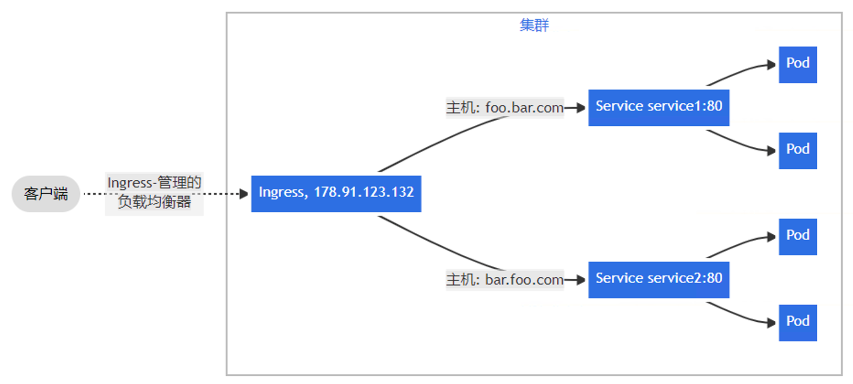 集群
Pod
主机: foo.bar.com
Service service1:80
Pod
客户端
Ingress-管理的
负载均衡器
Ingress, 178.91.123.132
Pod
主机: bar.foo.com
Service service2:80
Pod